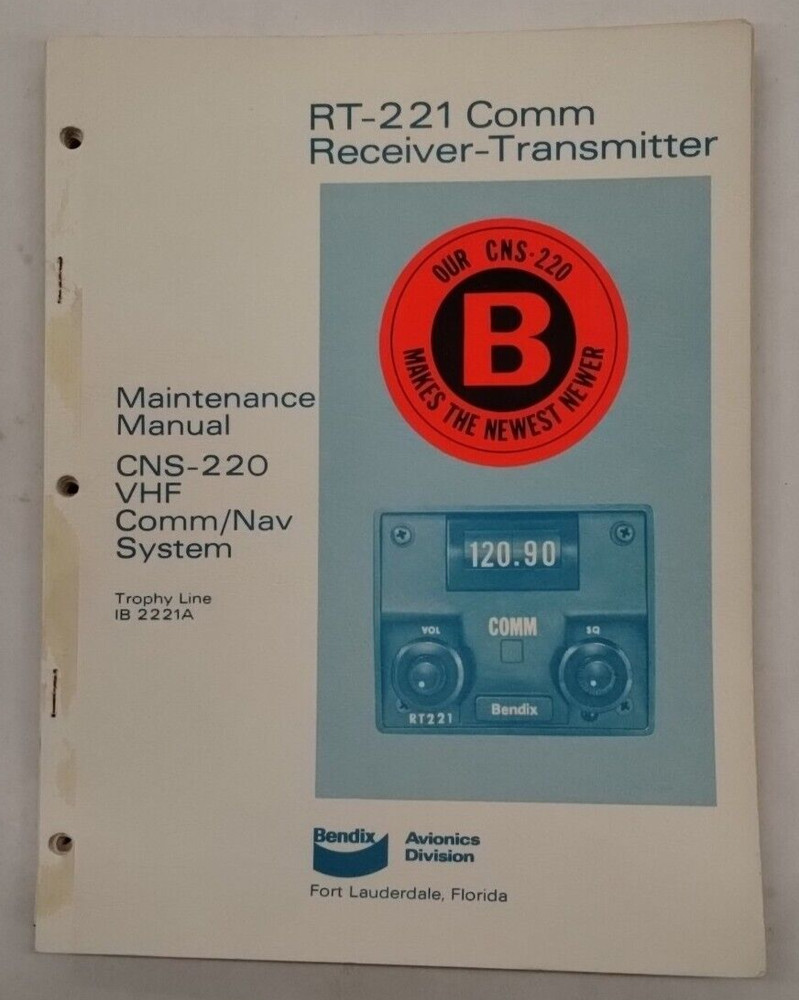 RT-221 Comm
Receiver-Transmitter
OUR CNS-220
B
MAKES THE NEWEST NEWER
Maintenance
Manual
CNS-220
VHF
Comm/Nav
System
Trophy Line
IB 2221A
120.90
COMM
VOL
SQ
RT221
Bendix
Bendix
Avionics
Division
Fort Lauderdale, Florida